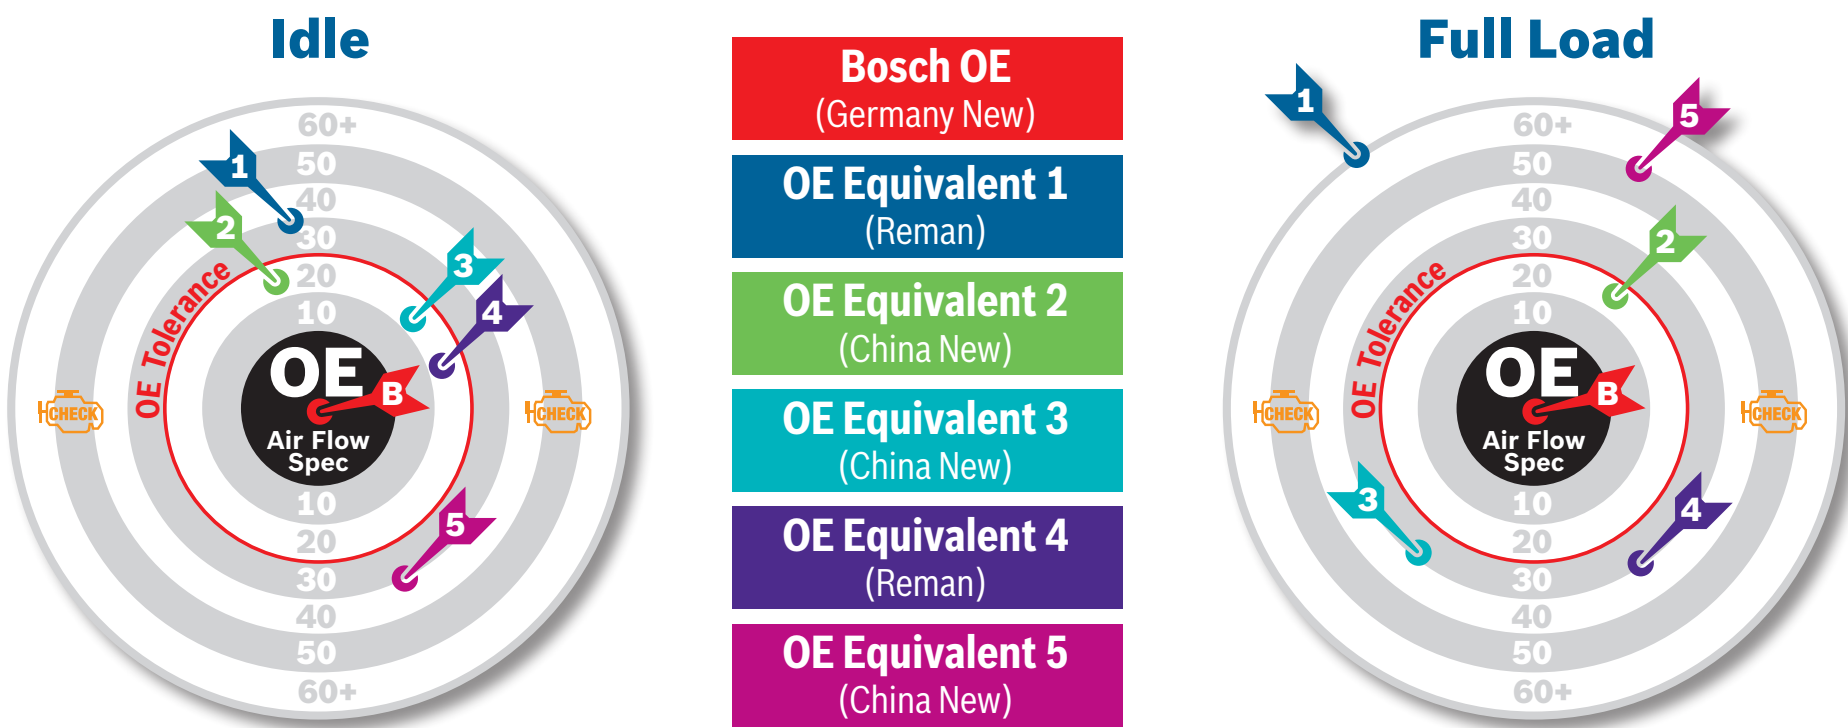 Idle
60+
50
40
30
20
10
OE Tolerance
OE
Air Flow
Spec
CHECK
CHECK
10
20
30
40
50
60+
1
2
3
4
B
5
Bosch OE
(Germany New)
OE Equivalent 1
(Reman)
OE Equivalent 2
(China New)
OE Equivalent 3
(China New)
OE Equivalent 4
(Reman)
OE Equivalent 5
(China New)
Full Load
60+
50
40
30
20
10
OE Tolerance
OE
Air Flow
Spec
CHECK
CHECK
10
20
30
40
50
60+
1
5
2
B
3
4